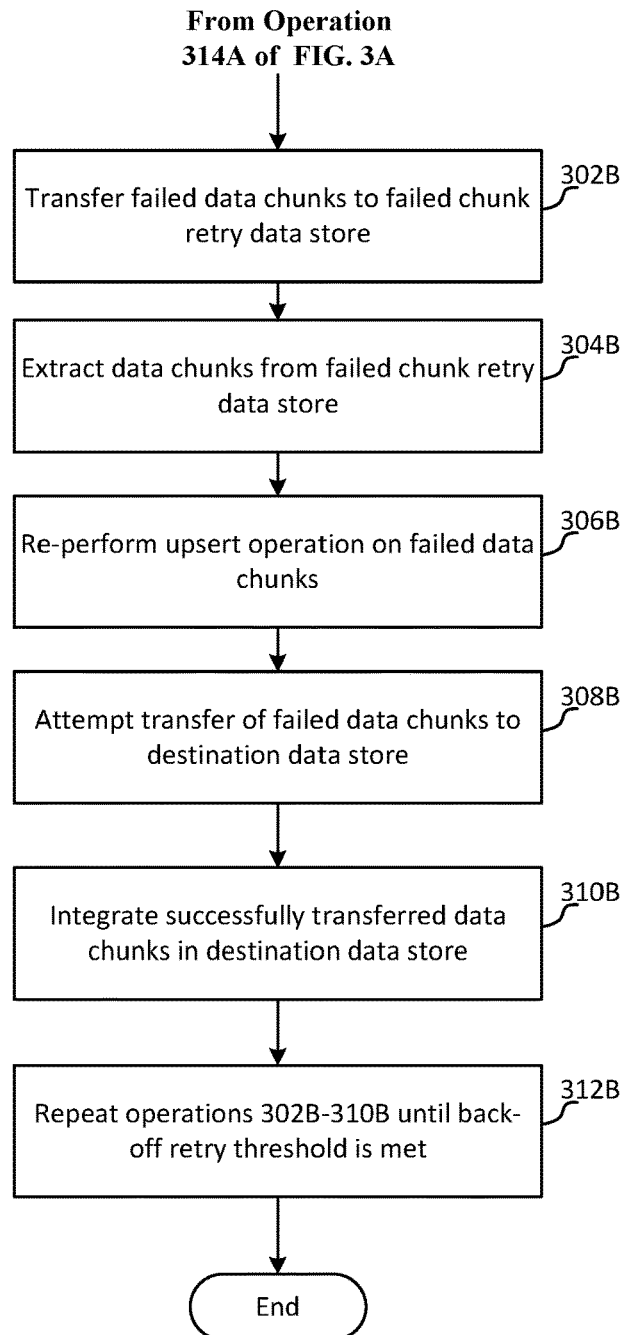 From Operation
314A of FIG. 3A
302B
Transfer failed data chunks to failed chunk
retry data store
304B
Extract data chunks from failed chunk retry
data store
306B
Re-perform upsert operation on failed data
chunks
308B
Attempt transfer of failed data chunks to
destination data store
310B
Integrate successfully transferred data
chunks in destination data store
312B
Repeat operations 302B-310B until back-
off retry threshold is met
End